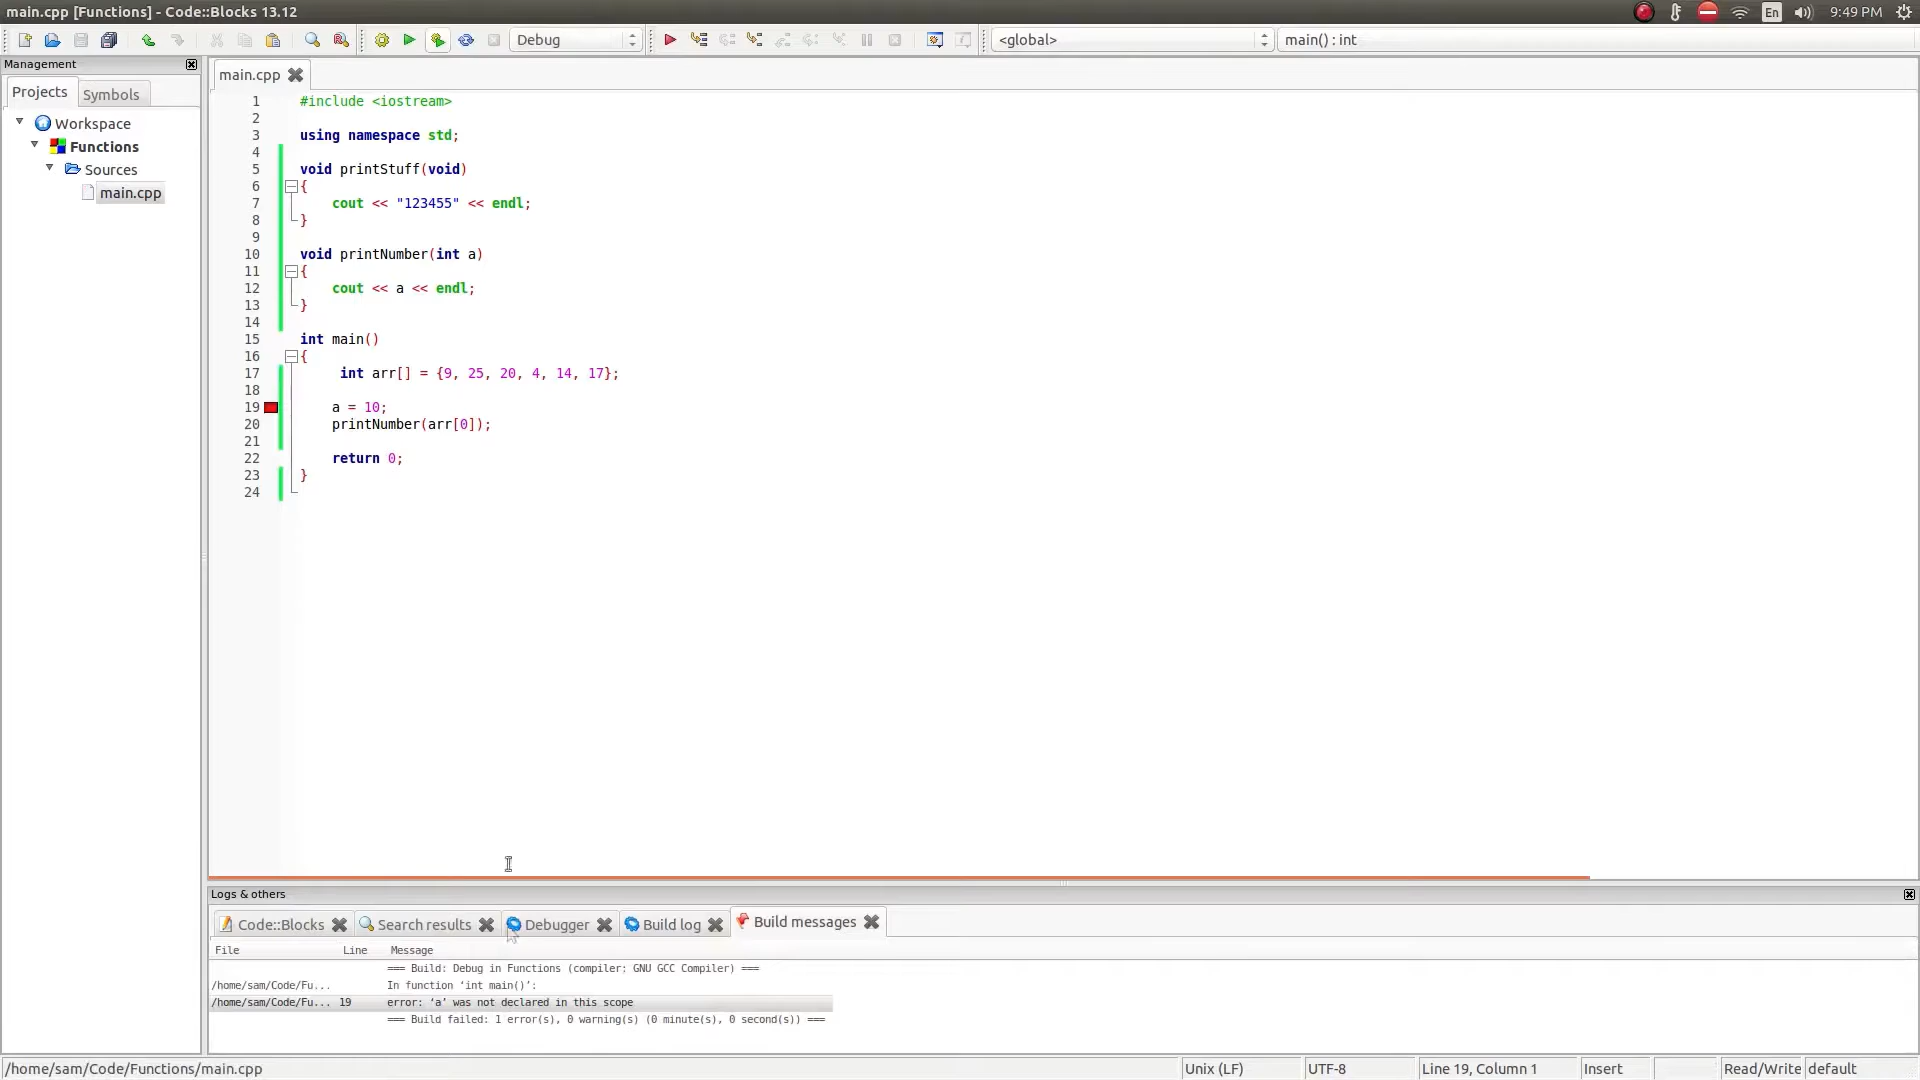 main.cpp [Functions] - Code::Blocks 13.12
En
9:49 PM
Debug
<global>
main() : int
Management
Projects
Symbols
Workspace
Functions
Sources
main.cpp
main.cpp
1 #include <iostream>
2
3 using namespace std;
4
5 void printStuff(void)
6 {
7 cout << "123455" << endl;
8 }
9
10 void printNumber(int a)
11 {
12 cout << a << endl;
13 }
14
15 int main()
16 {
17 int arr[] = {9, 25, 20, 4, 14, 17};
18
19 a = 10;
20 printNumber(arr[0]);
21
22 return 0;
23 }
24
Logs & others
Code::Blocks
Search results
Debugger
Build log
Build messages
File Line Message
=== Build: Debug in Functions (compiler: GNU GCC Compiler) ===
/home/sam/Code/Fu... In function ‘int main()’:
/home/sam/Code/Fu... 19 error: ‘a’ was not declared in this scope
=== Build failed: 1 error(s), 0 warning(s) (0 minute(s), 0 second(s)) ===
/home/sam/Code/Functions/main.cpp
Unix (LF)
UTF-8
Line 19, Column 1
Insert
Read/Write
default